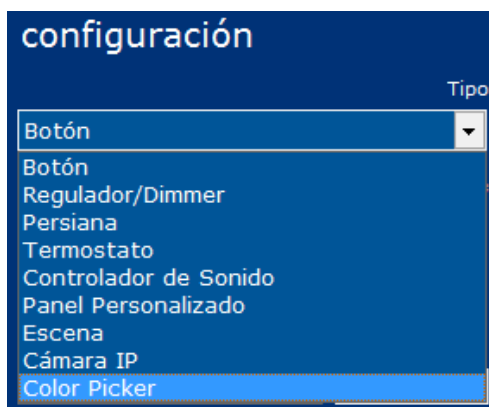 configuración
Tipo
Botón
Botón
Regulador/Dimmer
Persiana
Termostato
Controlador de Sonido
Panel Personalizado
Escena
Cámara IP
Color Picker